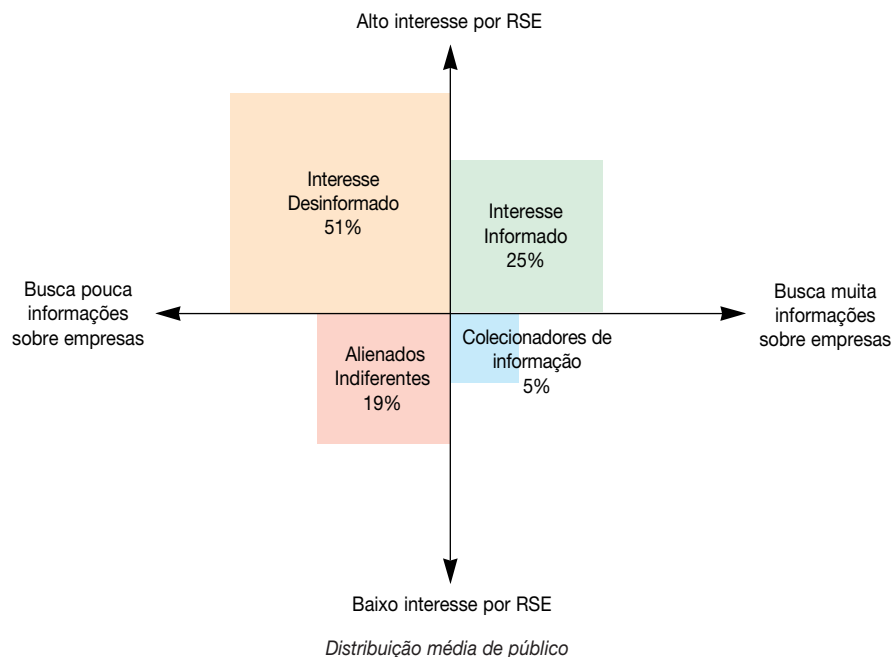 Alto interesse por RSE
Interesse
Desinformado
51%
Interesse
Informado
25%
Busca pouca
informações
sobre empresas
Busca muita
informações
sobre empresas
Alienados
Indiferentes
19%
Colecionadores de
informação
5%
Baixo interesse por RSE
Distribuição média de público